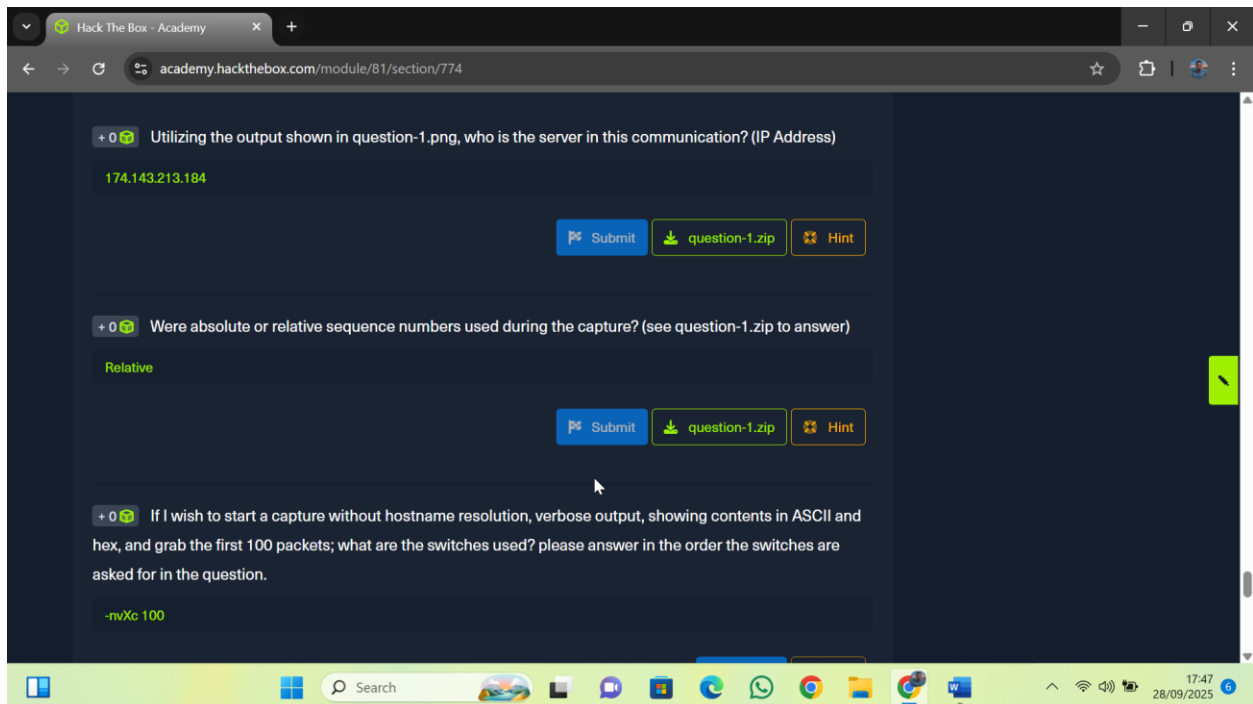 Hack The Box - Academy
academy.hackthebox.com/module/81/section/774
+ 0 Utilizing the output shown in question-1.png, who is the server in this communication? (IP Address)
174.143.213.184
Submit question-1.zip Hint
+ 0 Were absolute or relative sequence numbers used during the capture? (see question-1.zip to answer)
Relative
Submit question-1.zip Hint
+ 0 If I wish to start a capture without hostname resolution, verbose output, showing contents in ASCII and
hex, and grab the first 100 packets; what are the switches used? please answer in the order the switches are
asked for in the question.
-nvXc 100
Search
17:47
28/09/2025
6